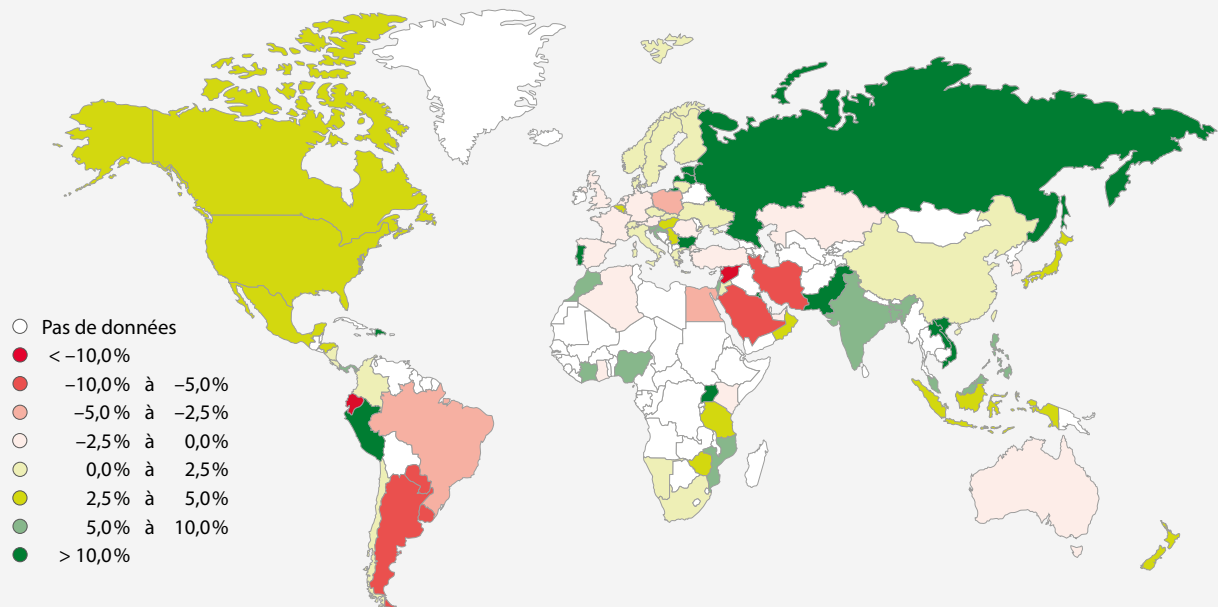 Pas de données
< –10,0%
–10,0% à –5,0%
–5,0% à –2,5%
–2,5% à 0,0%
0,0% à 2,5%
2,5% à 5,0%
5,0% à 10,0%
> 10,0%